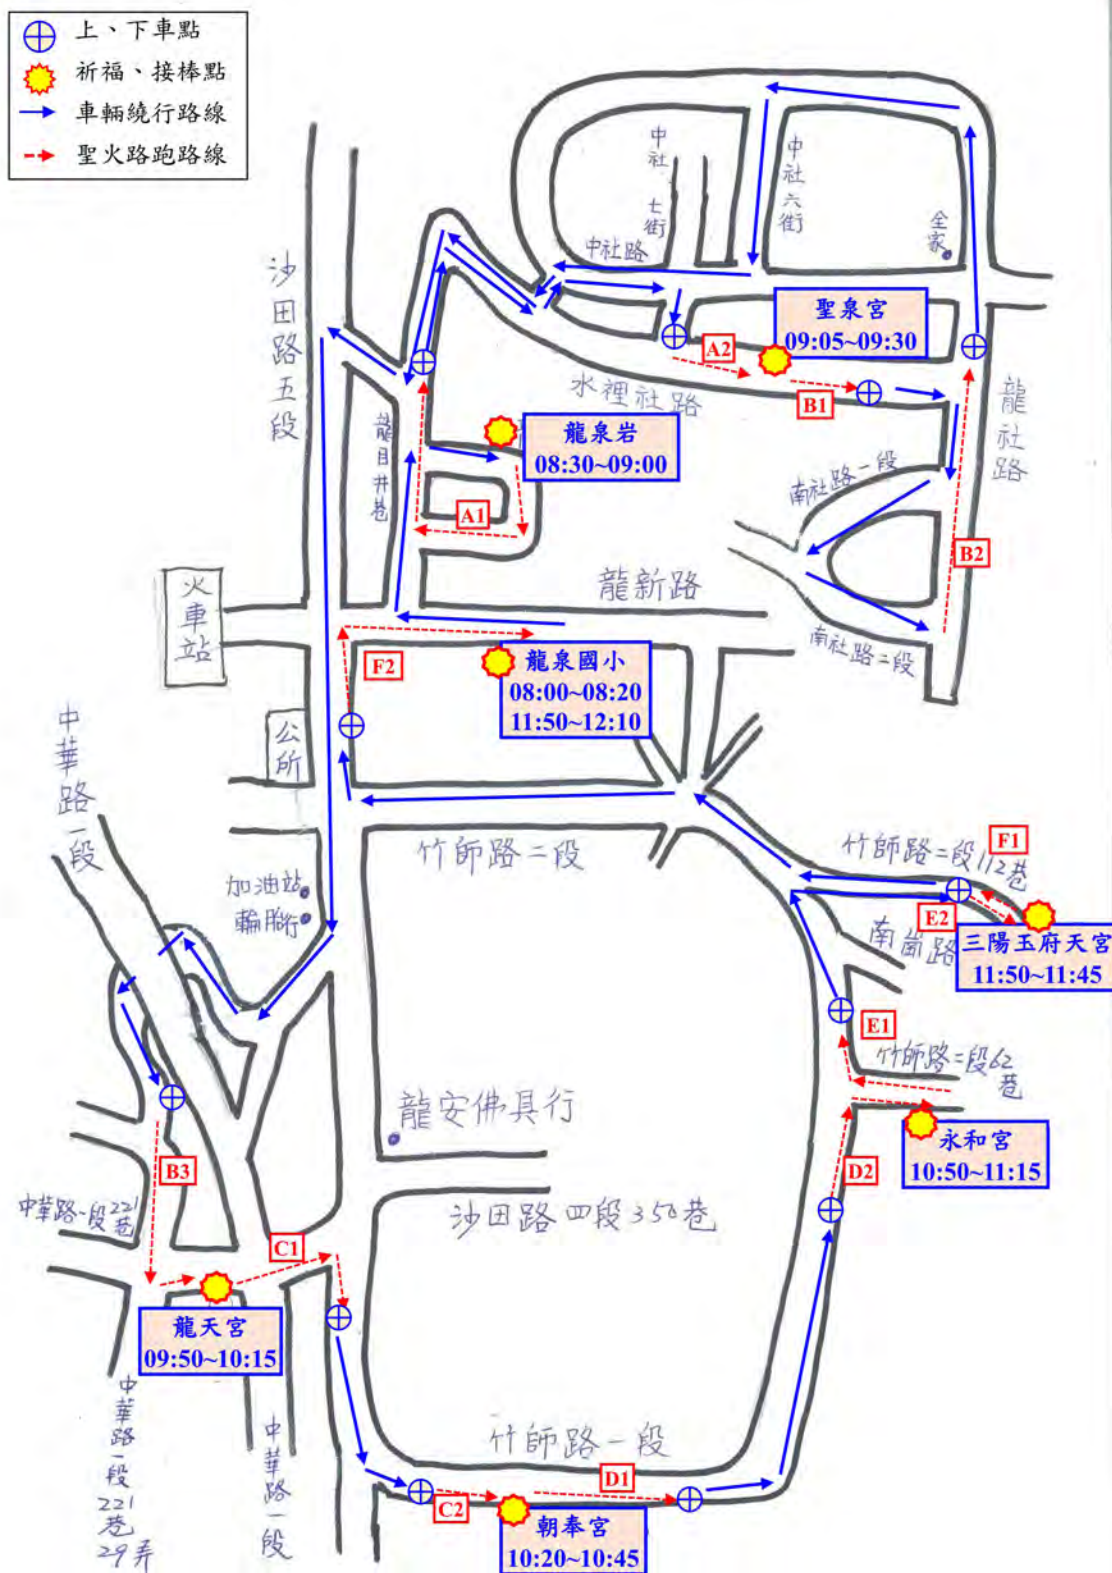 上、下車點
祈福、接棒點
車輛繞行路線
聖火路跑路線
中社七街
中社六街
全家
中社路
沙田路五段
聖泉宮
09:05~09:30
A2
B1
水裡社路
龍社路
龍目井巷
龍泉岩
08:30~09:00
南社路一段
A1
B2
火車站
龍新路
南社路二段
F2
龍泉國小
08:00~08:20
11:50~12:10
公所
中華路一段
竹師路二段
竹師路二段112巷
F1
加油站
輪胎行
E2
南崗路
三陽玉府天宮
11:50~11:45
E1
竹師路二段62巷
龍安佛具行
永和宮
10:50~11:15
B3
D2
中華路一段221巷
沙田路四段350巷
C1
龍天宮
09:50~10:15
中華路一段221巷29弄
中華路一段
竹師路一段
D1
C2
朝奉宮
10:20~10:45